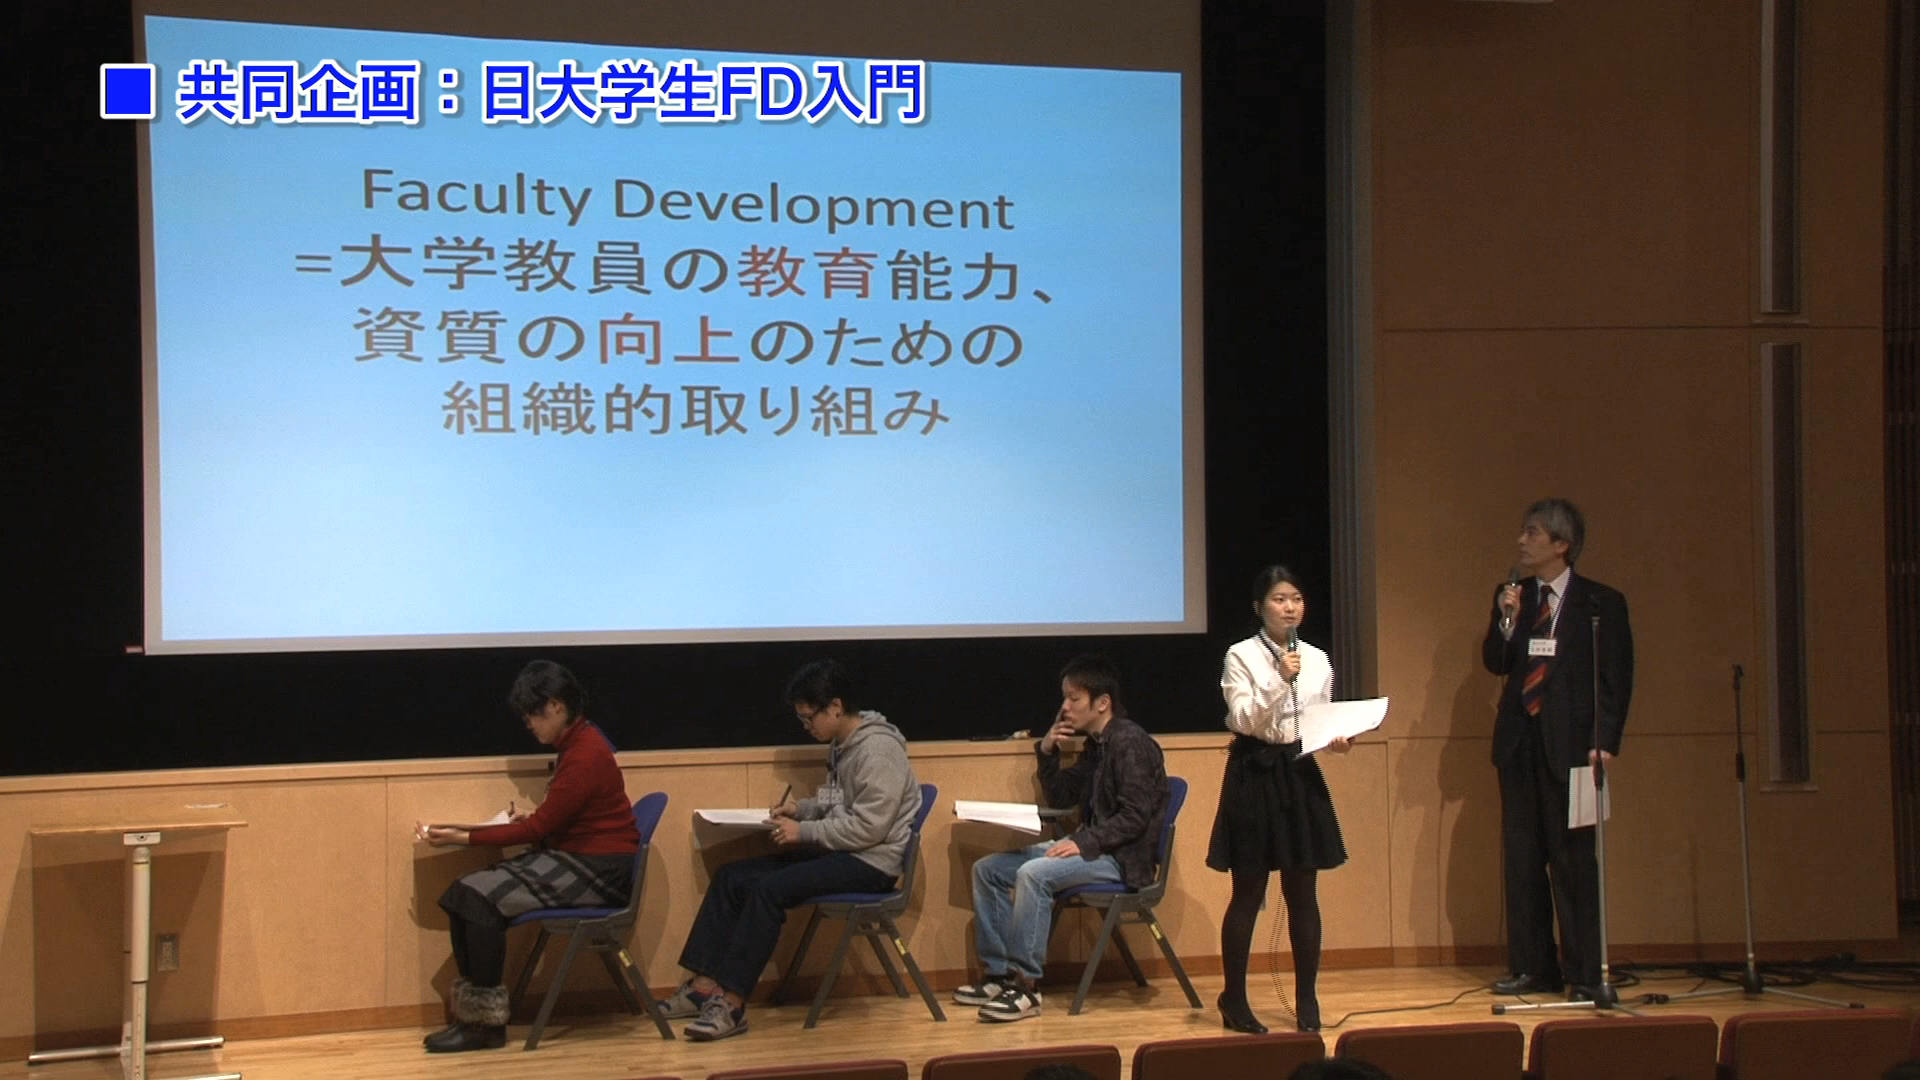 ■ 共同企画：日大学生FD入門
Faculty Development
=大学教員の教育能力、
資質の向上のための
組織的取り組み